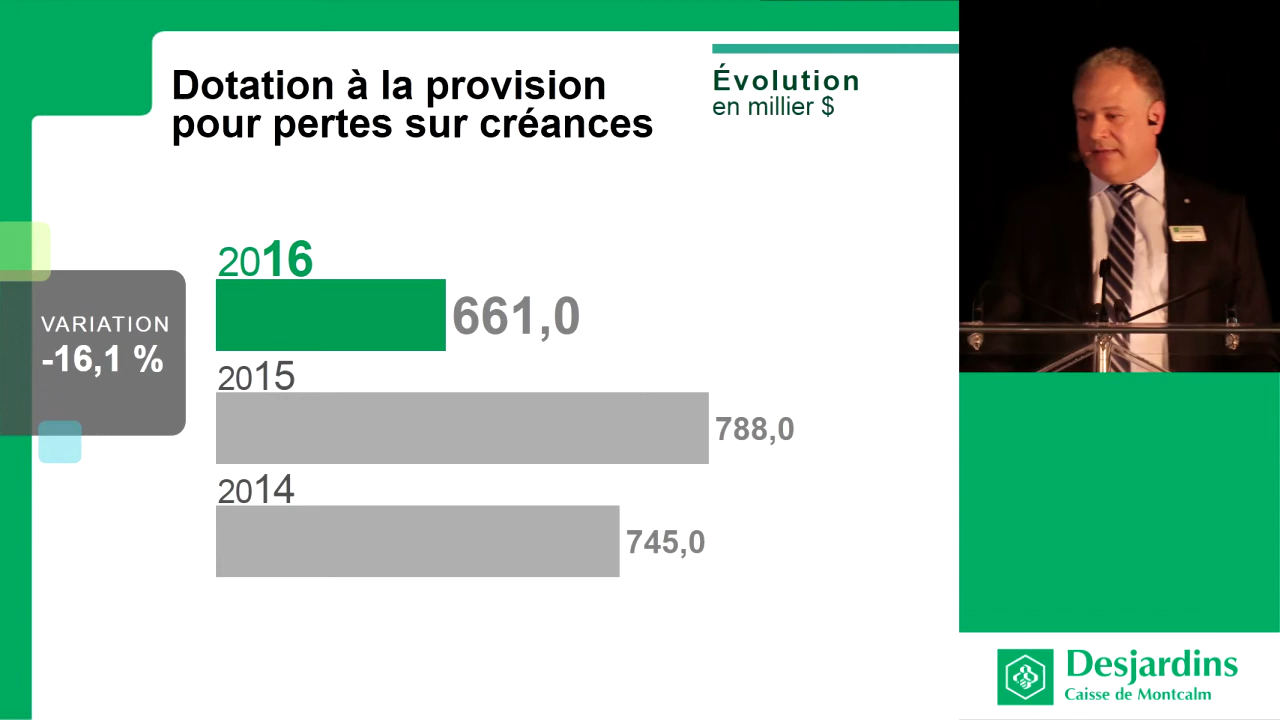 Dotation à la provision
pour pertes sur créances
Évolution
en millier $
VARIATION
-16,1 %
2016
661,0
2015
788,0
2014
745,0
Desjardins
Caisse de Montcalm